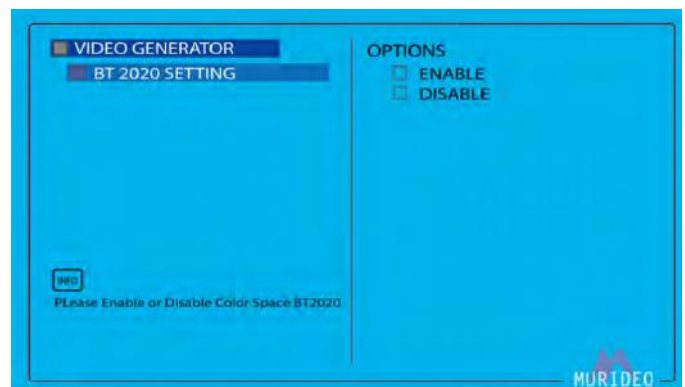 VIDEO GENERATOR
BT 2020 SETTING
OPTIONS
ENABLE
DISABLE
INFO
PLease Enable or Disable Color Space BT2020
MURIDEO